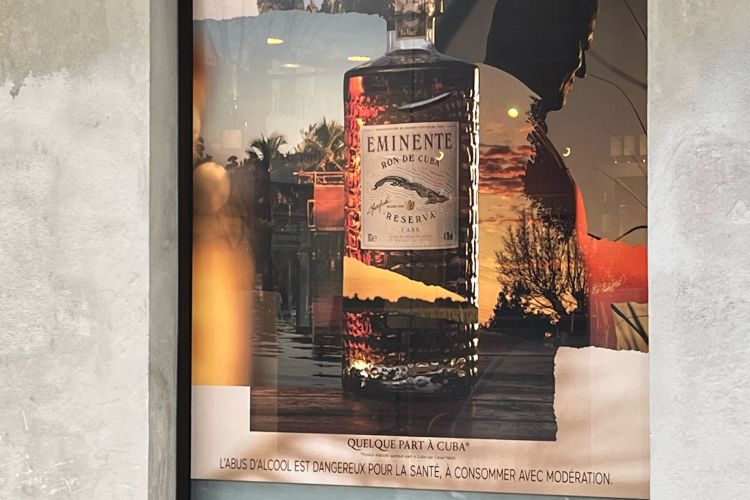 EMINENTE
RON DE CUBA
RESERVA
7 AÑOS
QUELQUE PART À CUBA*
L'ABUS D'ALCOOL EST DANGEREUX POUR LA SANTÉ, À CONSOMMER AVEC MODÉRATION.